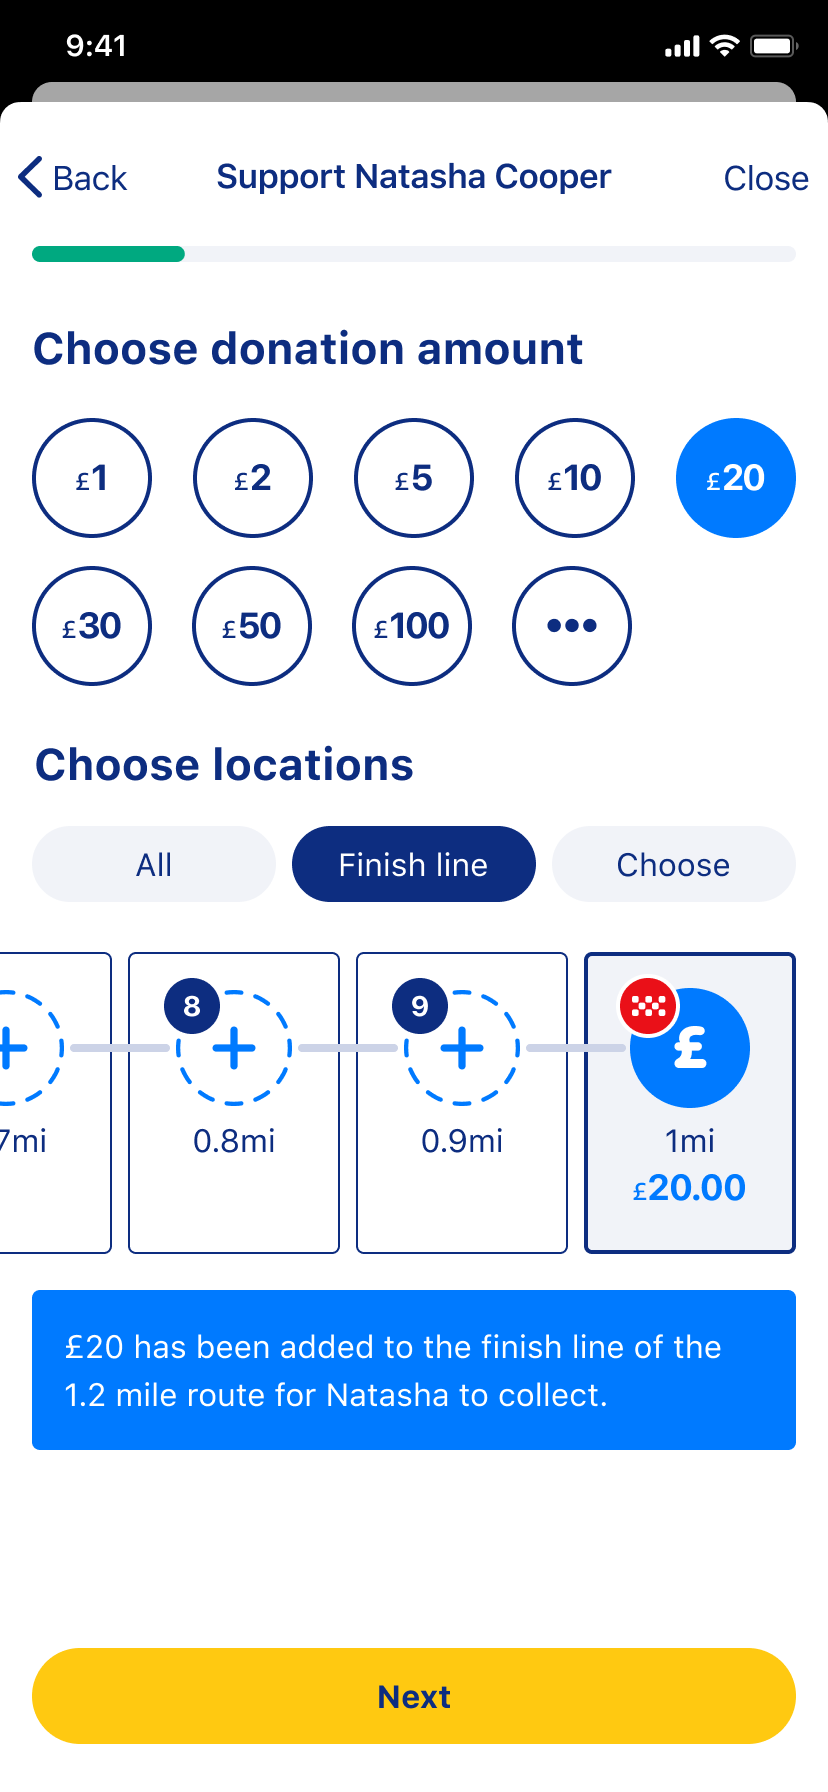 9:41
Back
Support Natasha Cooper
Close
Choose donation amount
£1 £2 £5 £10 £20
£30 £50 £100 •••
Choose locations
All Finish line Choose
8 9 £
7mi 0.8mi 0.9mi 1mi
£20.00
£20 has been added to the finish line of the
1.2 mile route for Natasha to collect.
Next